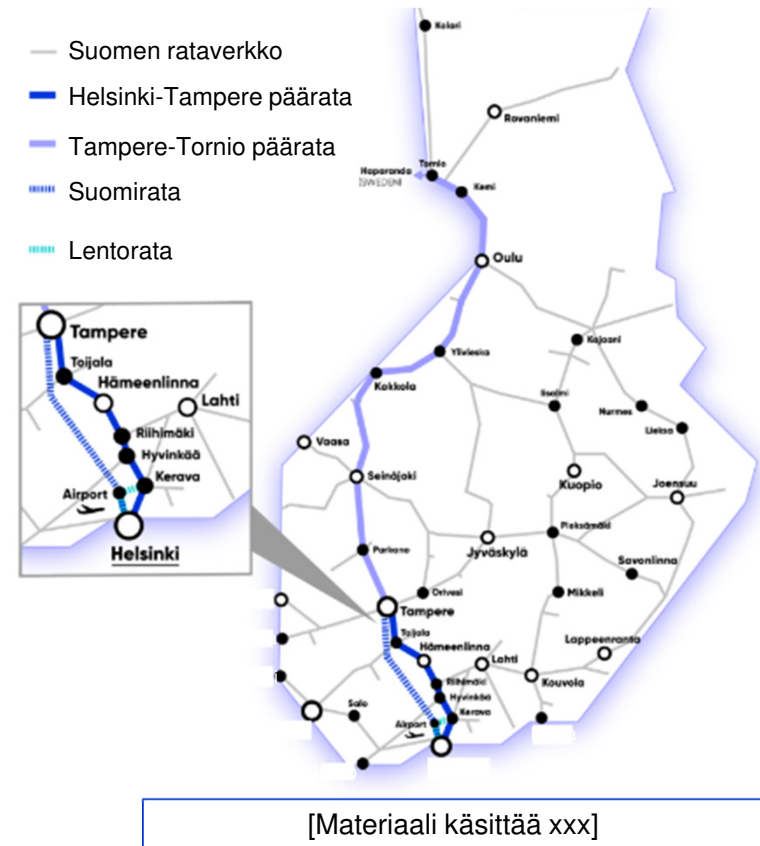 Suomen rataverkko
Helsinki-Tampere päärata
Tampere-Tornio päärata
Suomirata
Lentorata
Kolari
Rovaniemi
Tornio
Haparanda
(SWEDEN)
Kemi
Oulu
Ylivieska
Kajaani
Kokkola
Iisalmi
Nurmes
Lieksa
Vaasa
Seinäjoki
Kuopio
Joensuu
Parkano
Jyväskylä
Pieksämäki
Savonlinna
Orivesi
Mikkeli
Tampere
Toijala
Hämeenlinna
Lahti
Lappeenranta
Riihimäki
Kouvola
Hyvinkää
Salo
Kerava
Airport
Tampere
Toijala
Hämeenlinna
Lahti
Riihimäki
Hyvinkää
Kerava
Airport
Helsinki
[Materiaali käsittää xxx]